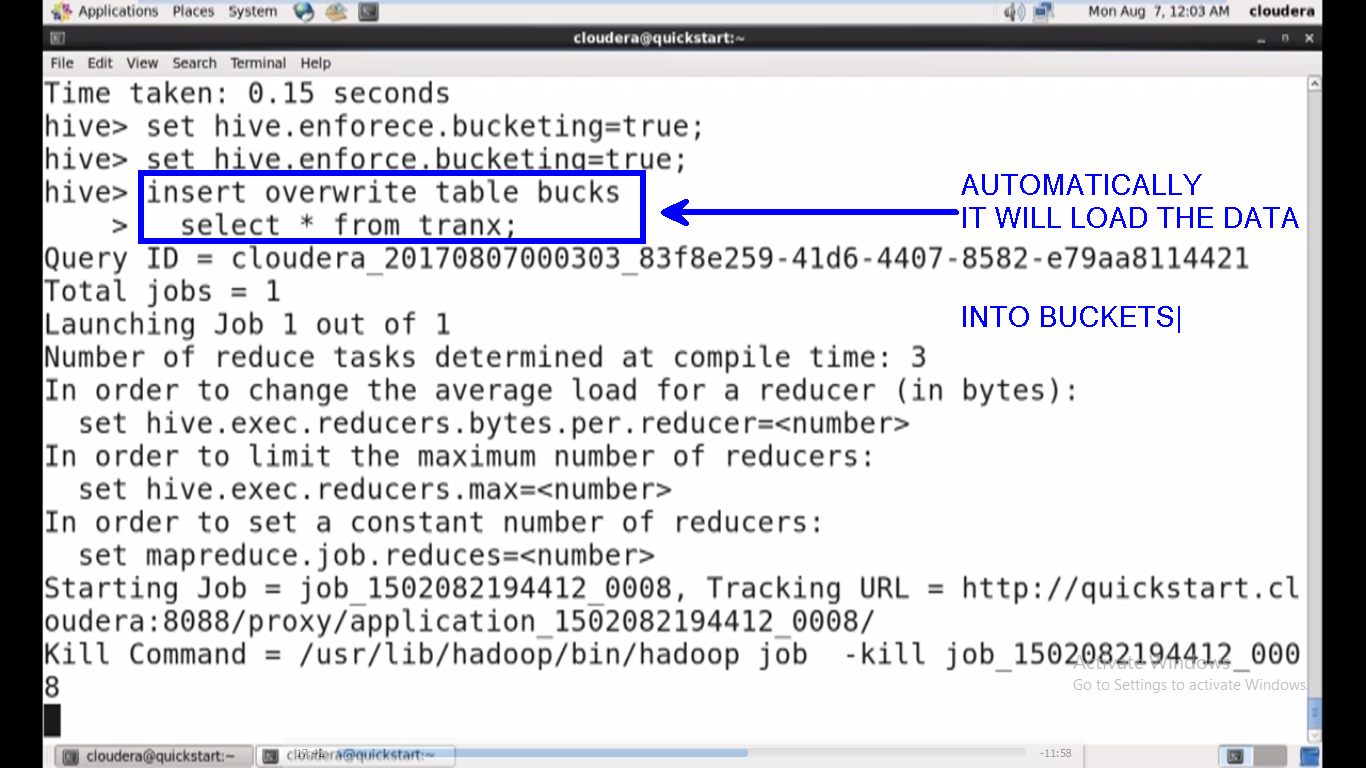 Applications Places System Mon Aug 7, 12:03 AM cloudera
cloudera@quickstart:~
File Edit View Search Terminal Help
Time taken: 0.15 seconds
hive> set hive.enforece.bucketing=true;
hive> set hive.enforce.bucketing=true;
hive> insert overwrite table bucks
    >   select * from tranx;
AUTOMATICALLY
IT WILL LOAD THE DATA
INTO BUCKETS
Query ID = cloudera_20170807000303_83f8e259-41d6-4407-8582-e79aa8114421
Total jobs = 1
Launching Job 1 out of 1
Number of reduce tasks determined at compile time: 3
In order to change the average load for a reducer (in bytes):
  set hive.exec.reducers.bytes.per.reducer=<number>
In order to limit the maximum number of reducers:
  set hive.exec.reducers.max=<number>
In order to set a constant number of reducers:
  set mapreduce.job.reduces=<number>
Starting Job = job_1502082194412_0008, Tracking URL = http://quickstart.cl
oudera:8088/proxy/application_1502082194412_0008/
Kill Command = /usr/lib/hadoop/bin/hadoop job  -kill job_1502082194412_000
8
Activate Windows
Go to Settings to activate Windows.
cloudera@quickstart:~ cloudera@quickstart:~ -11:58